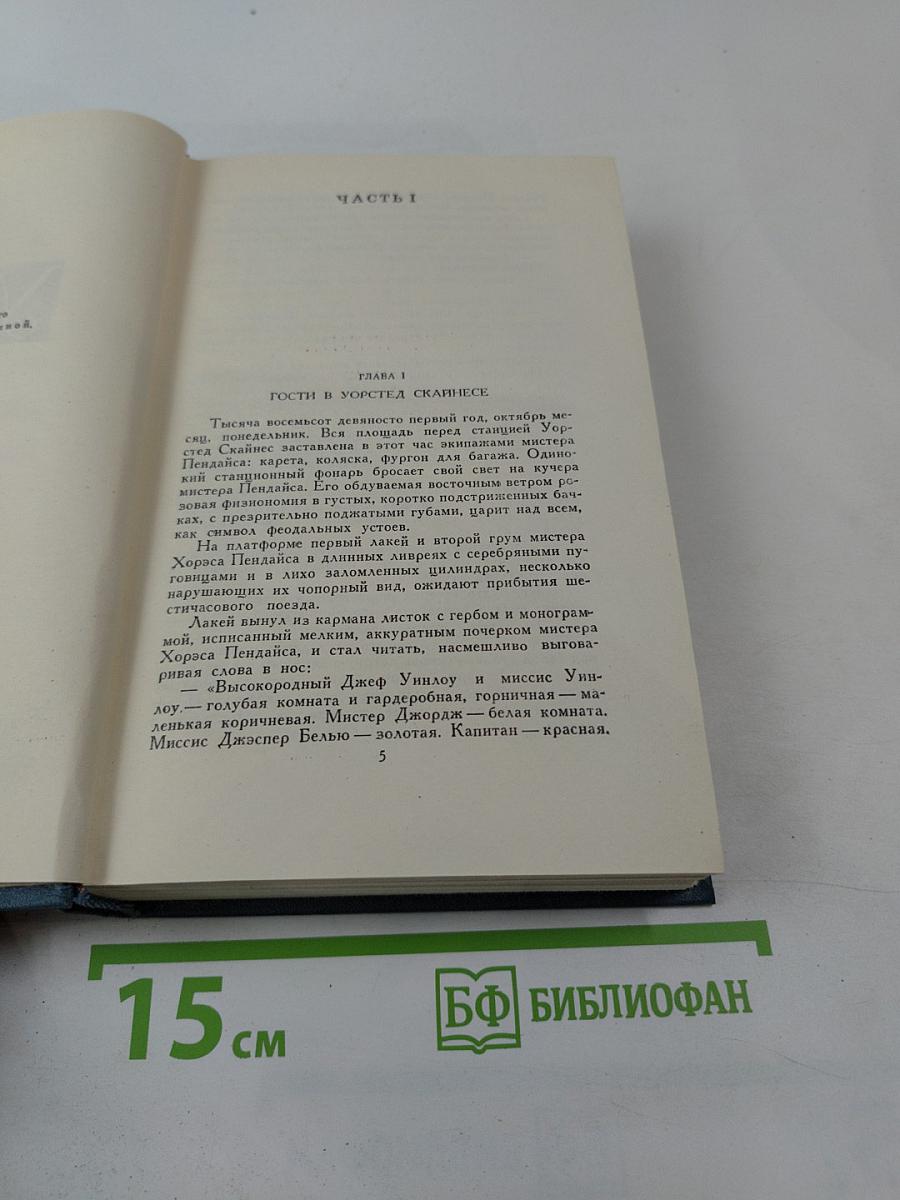 ной.
ЧАСТЬ I
ГЛАВА I
ГОСТИ В УОРСТЕД СКАЙНЕСЕ
Тысяча восемьсот девяносто первый год, октябрь ме-
сяц, понедельник. Вся площадь перед станцией Уор-
стед Скайнес заставлена в этот час экипажами мистера
Пендайса: карета, коляска, фургон для багажа. Одино-
кий станционный фонарь бросает свой свет на кучера
мистера Пендайса. Его обдуваемая восточным ветром ро-
зовая физиономия в густых, коротко подстриженных бач-
ках, с презрительно поджатыми губами, царит над всем,
как символ феодальных устоев.
На платформе первый лакей и второй грум мистера
Хорэса Пендайса в длинных ливреях с серебряными пу-
говицами и в лихо заломленных цилиндрах, несколько
нарушающих их чопорный вид, ожидают прибытия ше-
стичасового поезда.
Лакей вынул из кармана листок с гербом и монограм-
мой, исписанный мелким, аккуратным почерком мистера
Хорэса Пендайса, и стал читать, насмешливо выгова-
ривая слова в нос:
— «Высокородный Джеф Уинлоу и миссис Уин-
лоу,— голубая комната и гардеробная, горничная — ма-
ленькая коричневая. Мистер Джордж — белая комната.
Миссис Джэспер Белью — золотая. Капитан — красная.
5
15 см
БФ БИБЛИОФАН